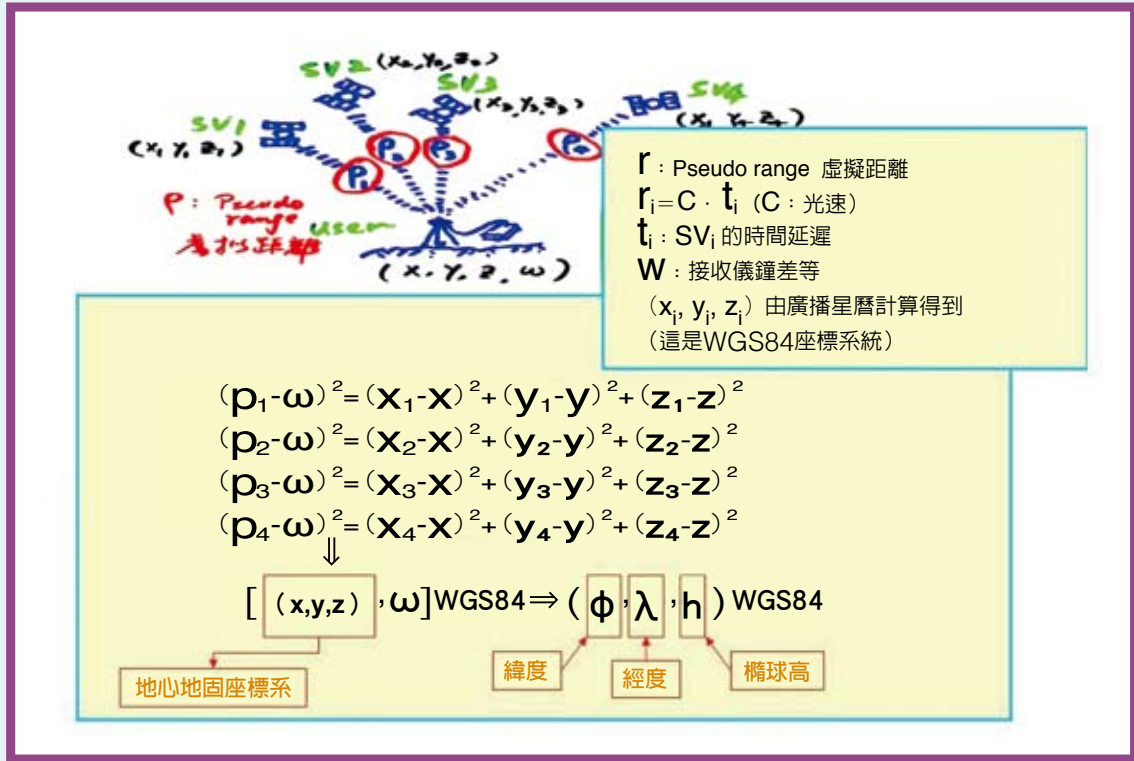 SV2 (x₂, y₂, z₂)
SV3
(x₃, y₃, z₃)
SV4
SV1
(x₁ y₁ z₁)
P₁
P₂
P₃
P₄
ρ: Pseudo
range
user
(x, y, z, ω)
r：Pseudo range 虛擬距離
rᵢ＝C · tᵢ（C：光速）
tᵢ：SVᵢ 的時間延遲
w：接收儀鐘差等
（xᵢ, yᵢ, zᵢ）由廣播星曆計算得到
（這是WGS84座標系統）
(p₁-ω)²=(x₁-x)²+(y₁-y)²+(z₁-z)²
(p₂-ω)²=(x₂-x)²+(y₂-y)²+(z₂-z)²
(p₃-ω)²=(x₃-x)²+(y₃-y)²+(z₃-z)²
(p₄-ω)²=(x₄-x)²+(y₄-y)²+(z₄-z)²
⇓
[（x,y,z）,ω]WGS84⇒(ϕ,λ,h)WGS84
地心地固座標系
緯度
經度
橢球高